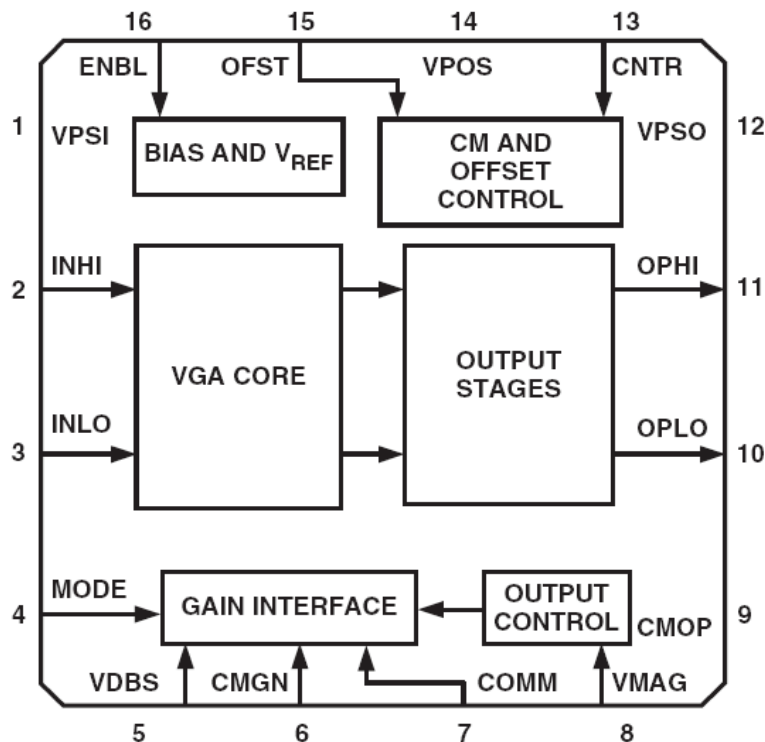 16 15 14 13
ENBL OFST VPOS CNTR
1 VPSI
BIAS AND VREF
CM AND
OFFSET
CONTROL
VPSO 12
2 INHI
OPHI 11
VGA CORE
OUTPUT
STAGES
3 INLO
OPLO 10
4 MODE
GAIN INTERFACE
OUTPUT
CONTROL
CMOP 9
VDBS CMGN COMM VMAG
5 6 7 8